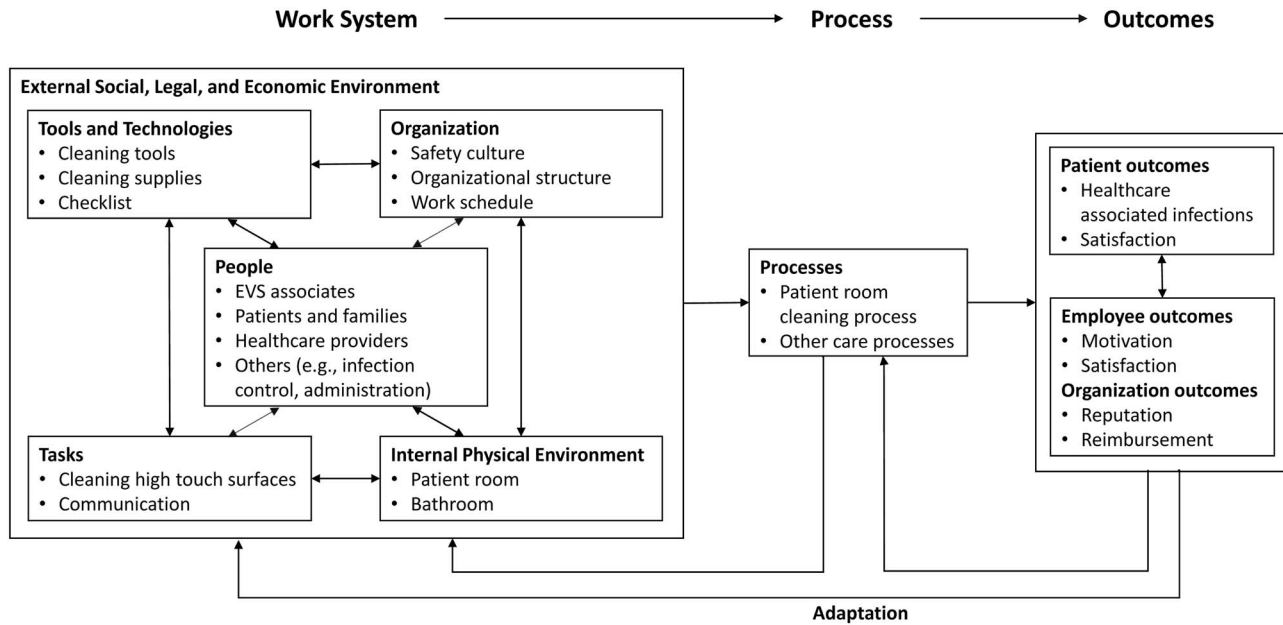 Work System
Process
Outcomes
External Social, Legal, and Economic Environment
Tools and Technologies
• Cleaning tools
• Cleaning supplies
• Checklist
Organization
• Safety culture
• Organizational structure
• Work schedule
People
• EVS associates
• Patients and families
• Healthcare providers
• Others (e.g., infection
control, administration)
Tasks
• Cleaning high touch surfaces
• Communication
Internal Physical Environment
• Patient room
• Bathroom
Processes
• Patient room
cleaning process
• Other care processes
Patient outcomes
• Healthcare
associated infections
• Satisfaction
Employee outcomes
• Motivation
• Satisfaction
Organization outcomes
• Reputation
• Reimbursement
Adaptation